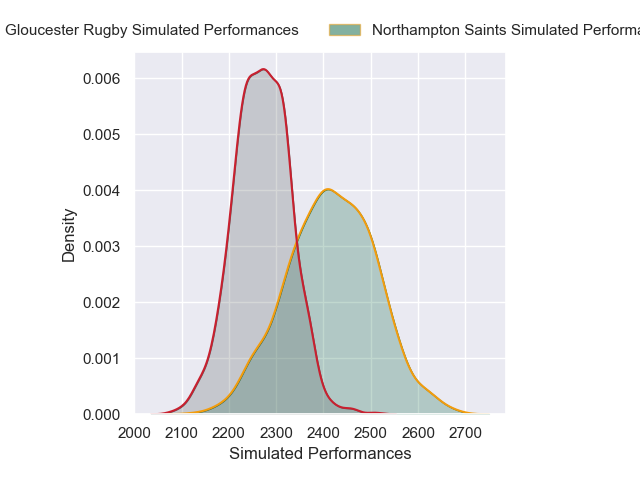 Gloucester Rugby Simulated Performances
Northampton Saints Simulated
0.006
0.005
0.004
0.003
0.002
0.001
0.000
Density
2000 2100 2200 2300 2400 2500 2600 2700
Simulated Performances